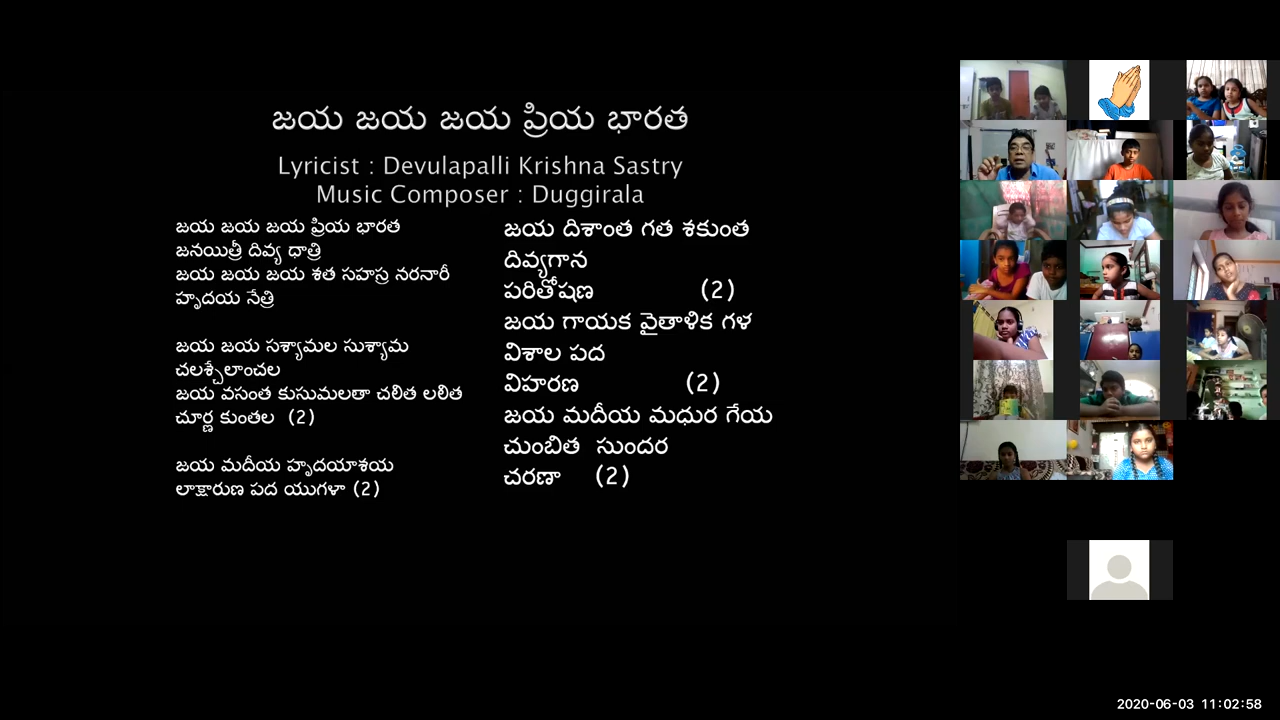 జయ జయ జయ ప్రియ భారత
Lyricist : Devulapalli Krishna Sastry
Music Composer : Duggirala
జయ జయ జయ ప్రియ భారత
జనయిత్రీ దివ్య ధాత్రి
జయ జయ జయ శత సహస్ర నరనారీ
హృదయ నేత్రి
జయ జయ సశ్యామల సుశ్యామ
చలశ్చేలాంచల
జయ వసంత కుసుమలతా చలిత లలిత
చూర్ణ కుంతల (2)
జయ మదీయ హృదయాశయ
లాక్షారుణ పద యుగళా (2)
జయ దిశాంత గత శకుంత
దివ్యగాన
పరితోషణ (2)
జయ గాయక వైతాళిక గళ
విశాల పద
విహరణ (2)
జయ మదీయ మధుర గేయ
చుంబిత సుందర
చరణా (2)
2020-06-03 11:02:58